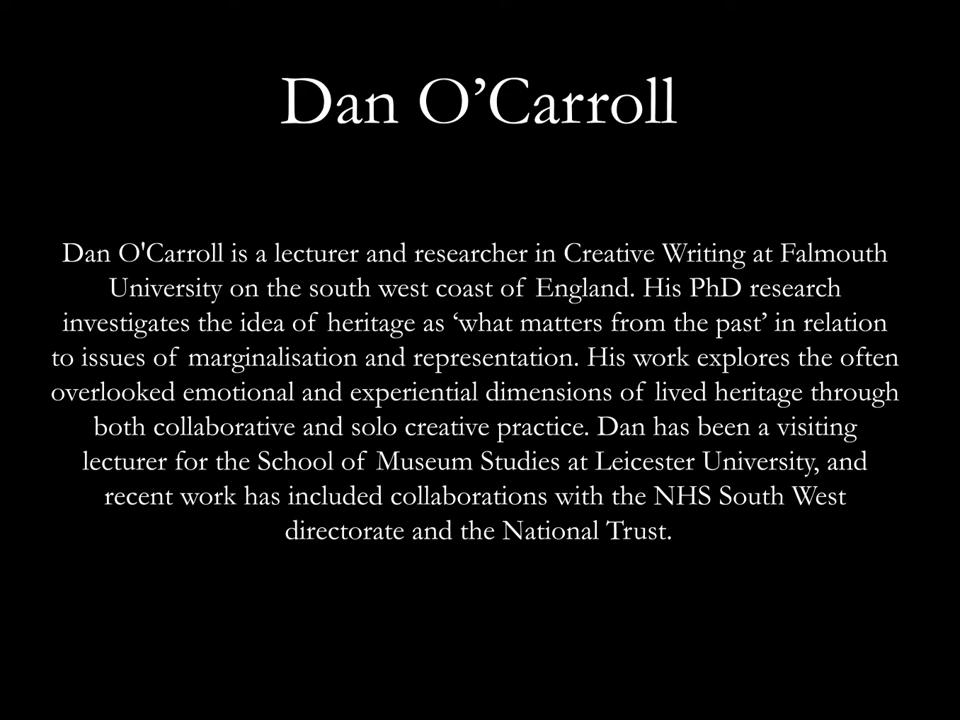 Dan O’Carroll
Dan O'Carroll is a lecturer and researcher in Creative Writing at Falmouth
University on the south west coast of England. His PhD research
investigates the idea of heritage as ‘what matters from the past’ in relation
to issues of marginalisation and representation. His work explores the often
overlooked emotional and experiential dimensions of lived heritage through
both collaborative and solo creative practice. Dan has been a visiting
lecturer for the School of Museum Studies at Leicester University, and
recent work has included collaborations with the NHS South West
directorate and the National Trust.